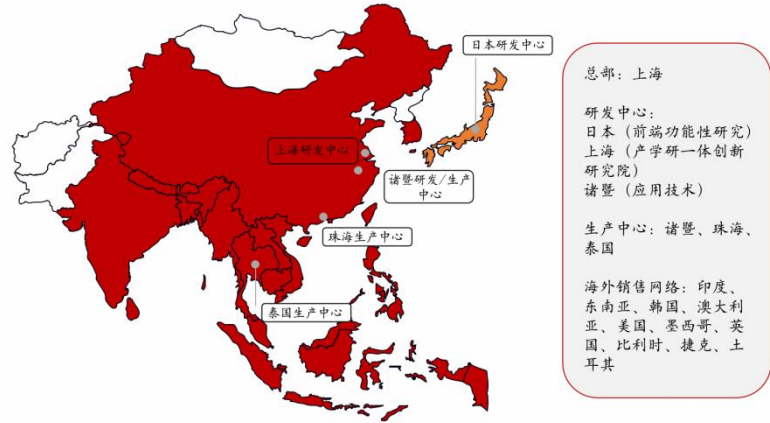 日本研发中心
上海研发中心
诸暨研发/生产
中心
珠海生产中心
泰国生产中心
总部：上海
研发中心：
日本（前端功能性研究）
上海（产学研一体创新
研究院）
诸暨（应用技术）
生产中心：诸暨、珠海、
泰国
海外销售网络：印度、
东南亚、韩国、澳大利
亚、美国、墨西哥、英
国、比利时、捷克、土
耳其